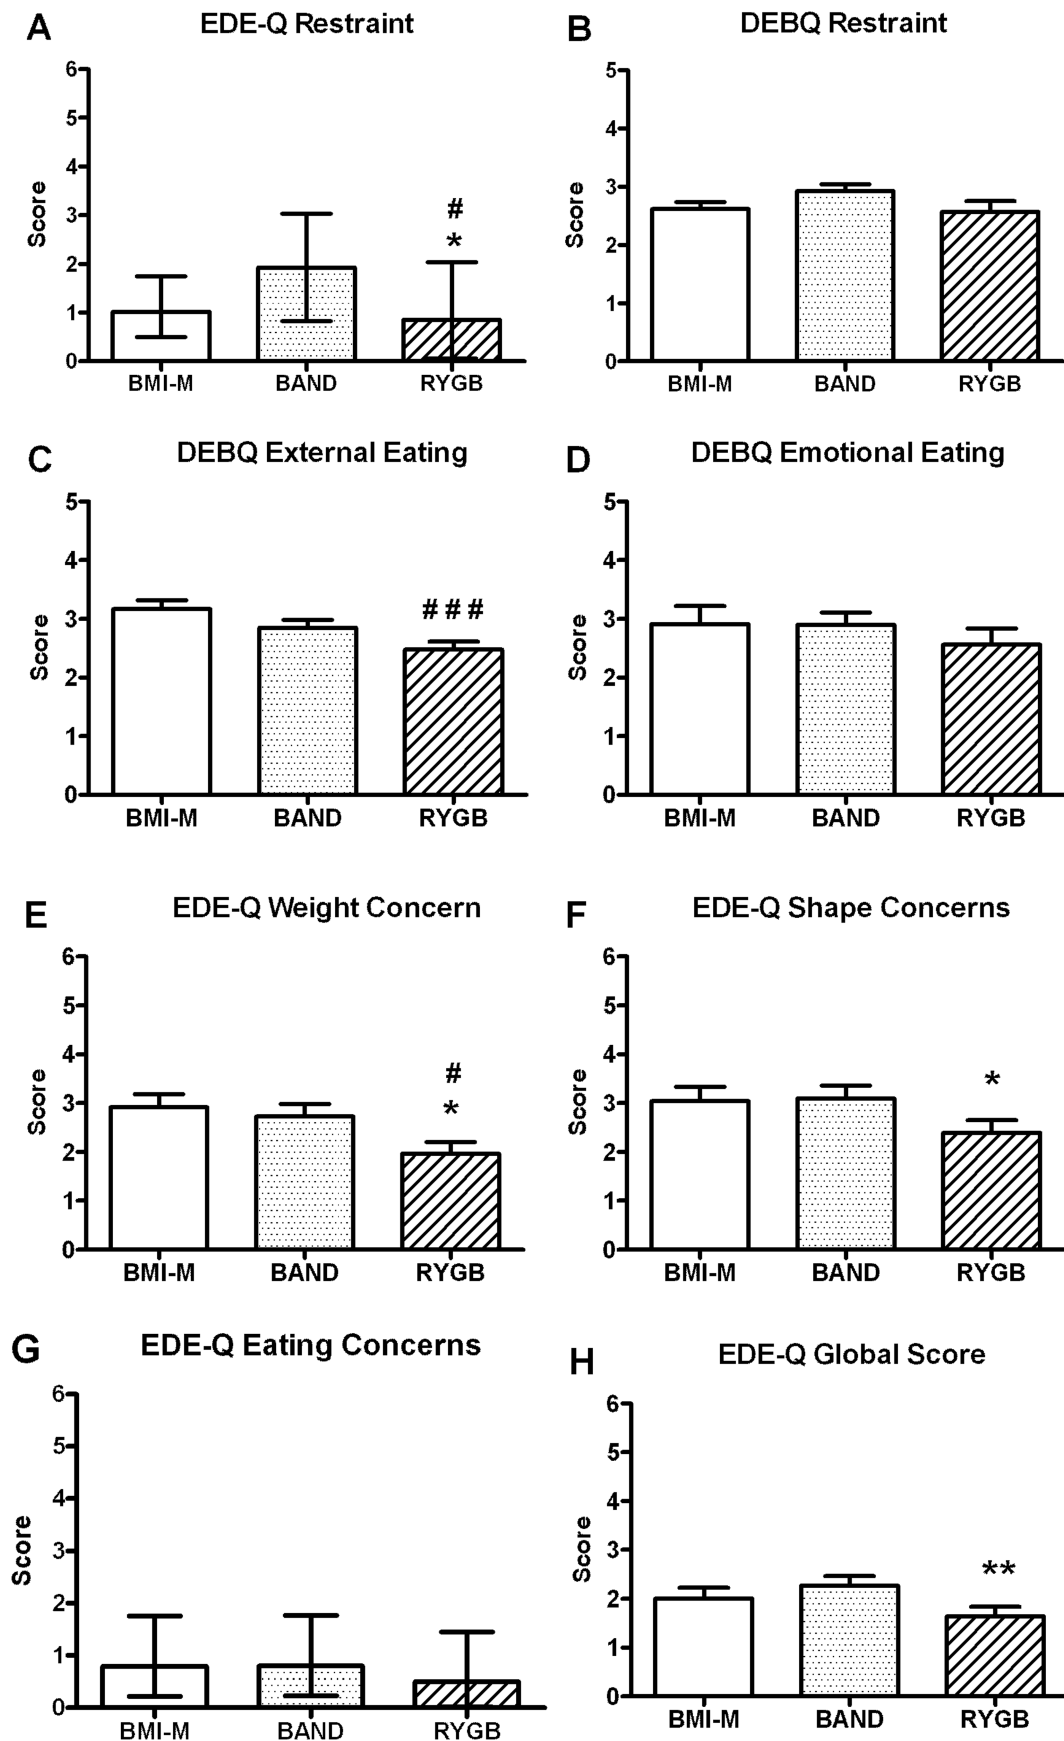 A
EDE-Q Restraint
6
5
4
3
2
1
0
Score
#
*
BMI-M BAND RYGB
B
DEBQ Restraint
5
4
3
2
1
0
Score
BMI-M BAND RYGB
C
DEBQ External Eating
5
4
3
2
1
0
Score
# # #
BMI-M BAND RYGB
D
DEBQ Emotional Eating
5
4
3
2
1
0
Score
BMI-M BAND RYGB
E
EDE-Q Weight Concern
6
5
4
3
2
1
0
Score
#
*
BMI-M BAND RYGB
F
EDE-Q Shape Concerns
6
5
4
3
2
1
0
Score
*
BMI-M BAND RYGB
G
EDE-Q Eating Concerns
6
5
4
3
2
1
0
Score
BMI-M BAND RYGB
H
EDE-Q Global Score
6
5
4
3
2
1
0
Score
**
BMI-M BAND RYGB